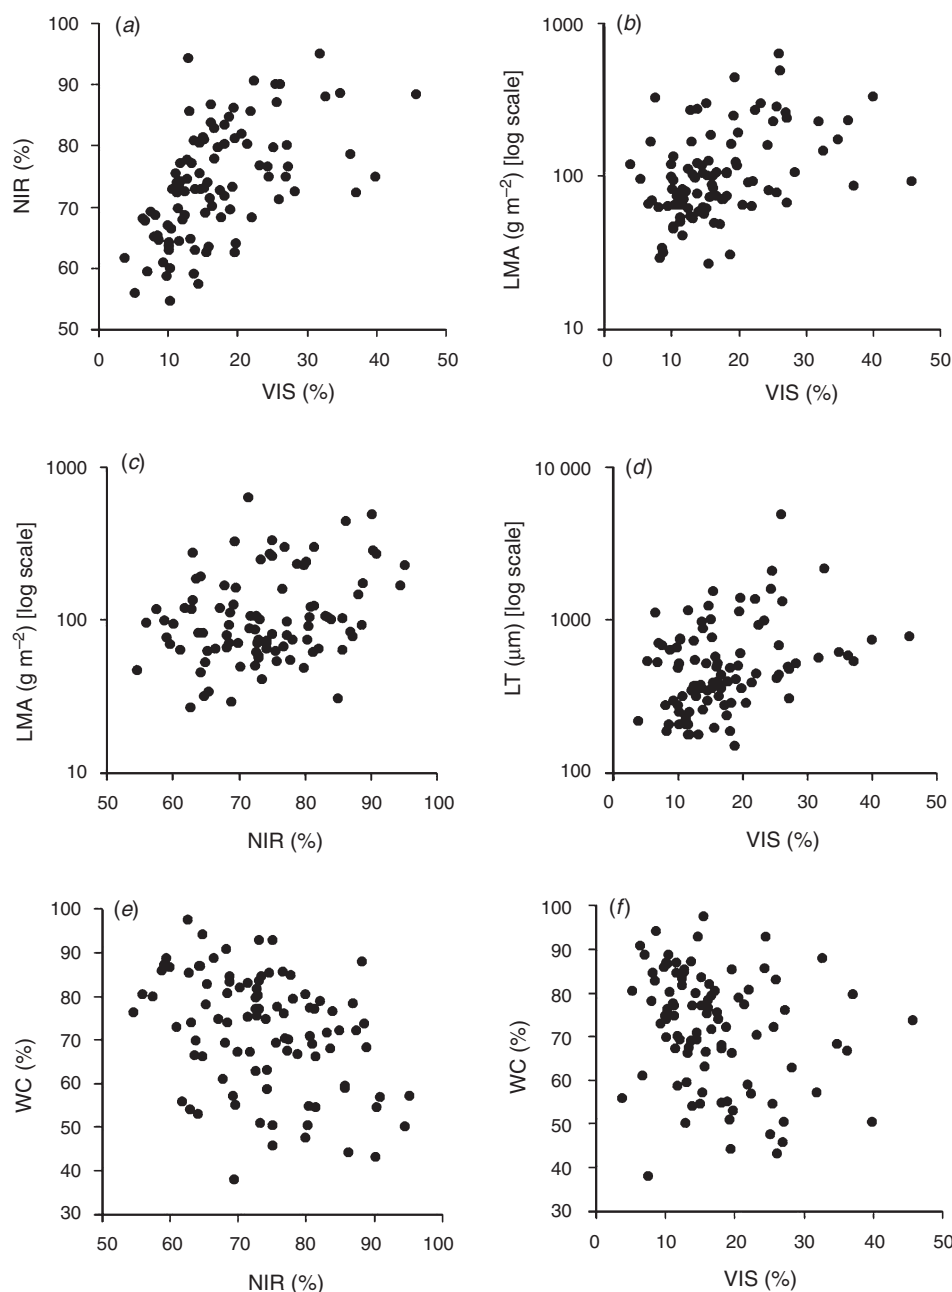 (a)
100
90
80
70
60
50
NIR (%)
0 10 20 30 40 50
VIS (%)
(b)
1000
100
10
LMA (g m⁻²) [log scale]
0 10 20 30 40 50
VIS (%)
(c)
1000
100
10
LMA (g m⁻²) [log scale]
50 60 70 80 90 100
NIR (%)
(d)
10 000
1000
100
LT (μm) [log scale]
0 10 20 30 40 50
VIS (%)
(e)
100
90
80
70
60
50
40
30
WC (%)
50 60 70 80 90 100
NIR (%)
(f)
100
90
80
70
60
50
40
30
WC (%)
0 10 20 30 40 50
VIS (%)